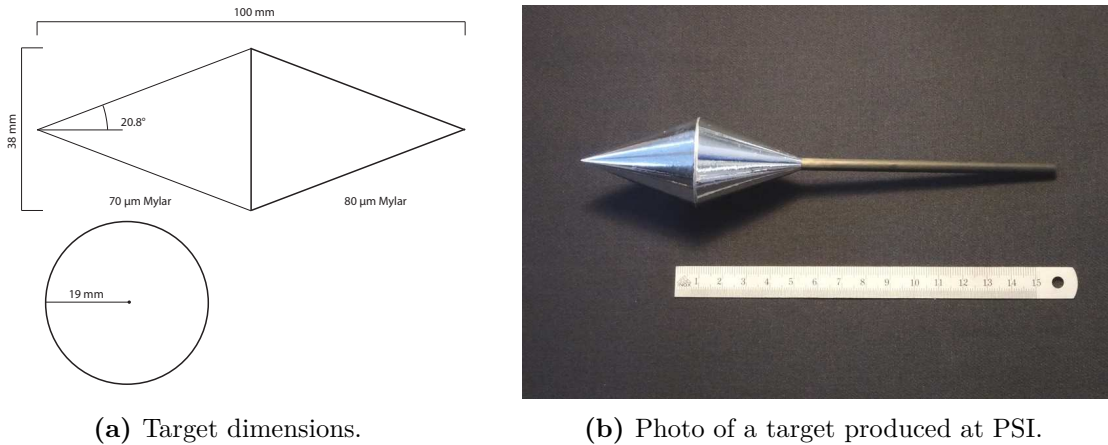 100 mm
38 mm
20.8°
70 μm Mylar
80 μm Mylar
19 mm
1 2 3 4 5 6 7 8 9 10 11 12 13 14 15
(a) Target dimensions.
(b) Photo of a target produced at PSI.